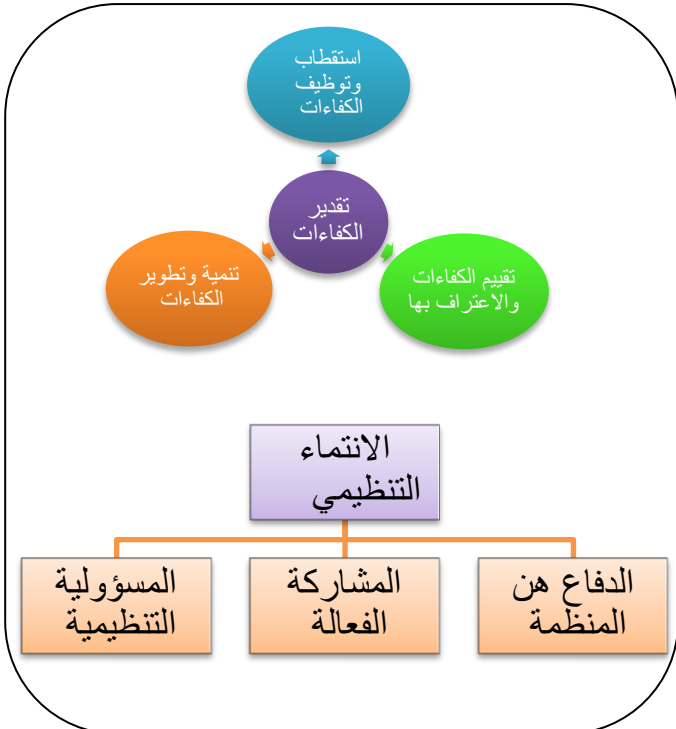 استقطاب
وتوظيف
الكفاءات
تقدير
الكفاءات
تقييم الكفاءات
والاعتراف بها
تنمية وتطوير
الكفاءات
الانتماء
التنظيمي
الدفاع هن
المنظمة
المشاركة
الفعالة
المسؤولية
التنظيمية